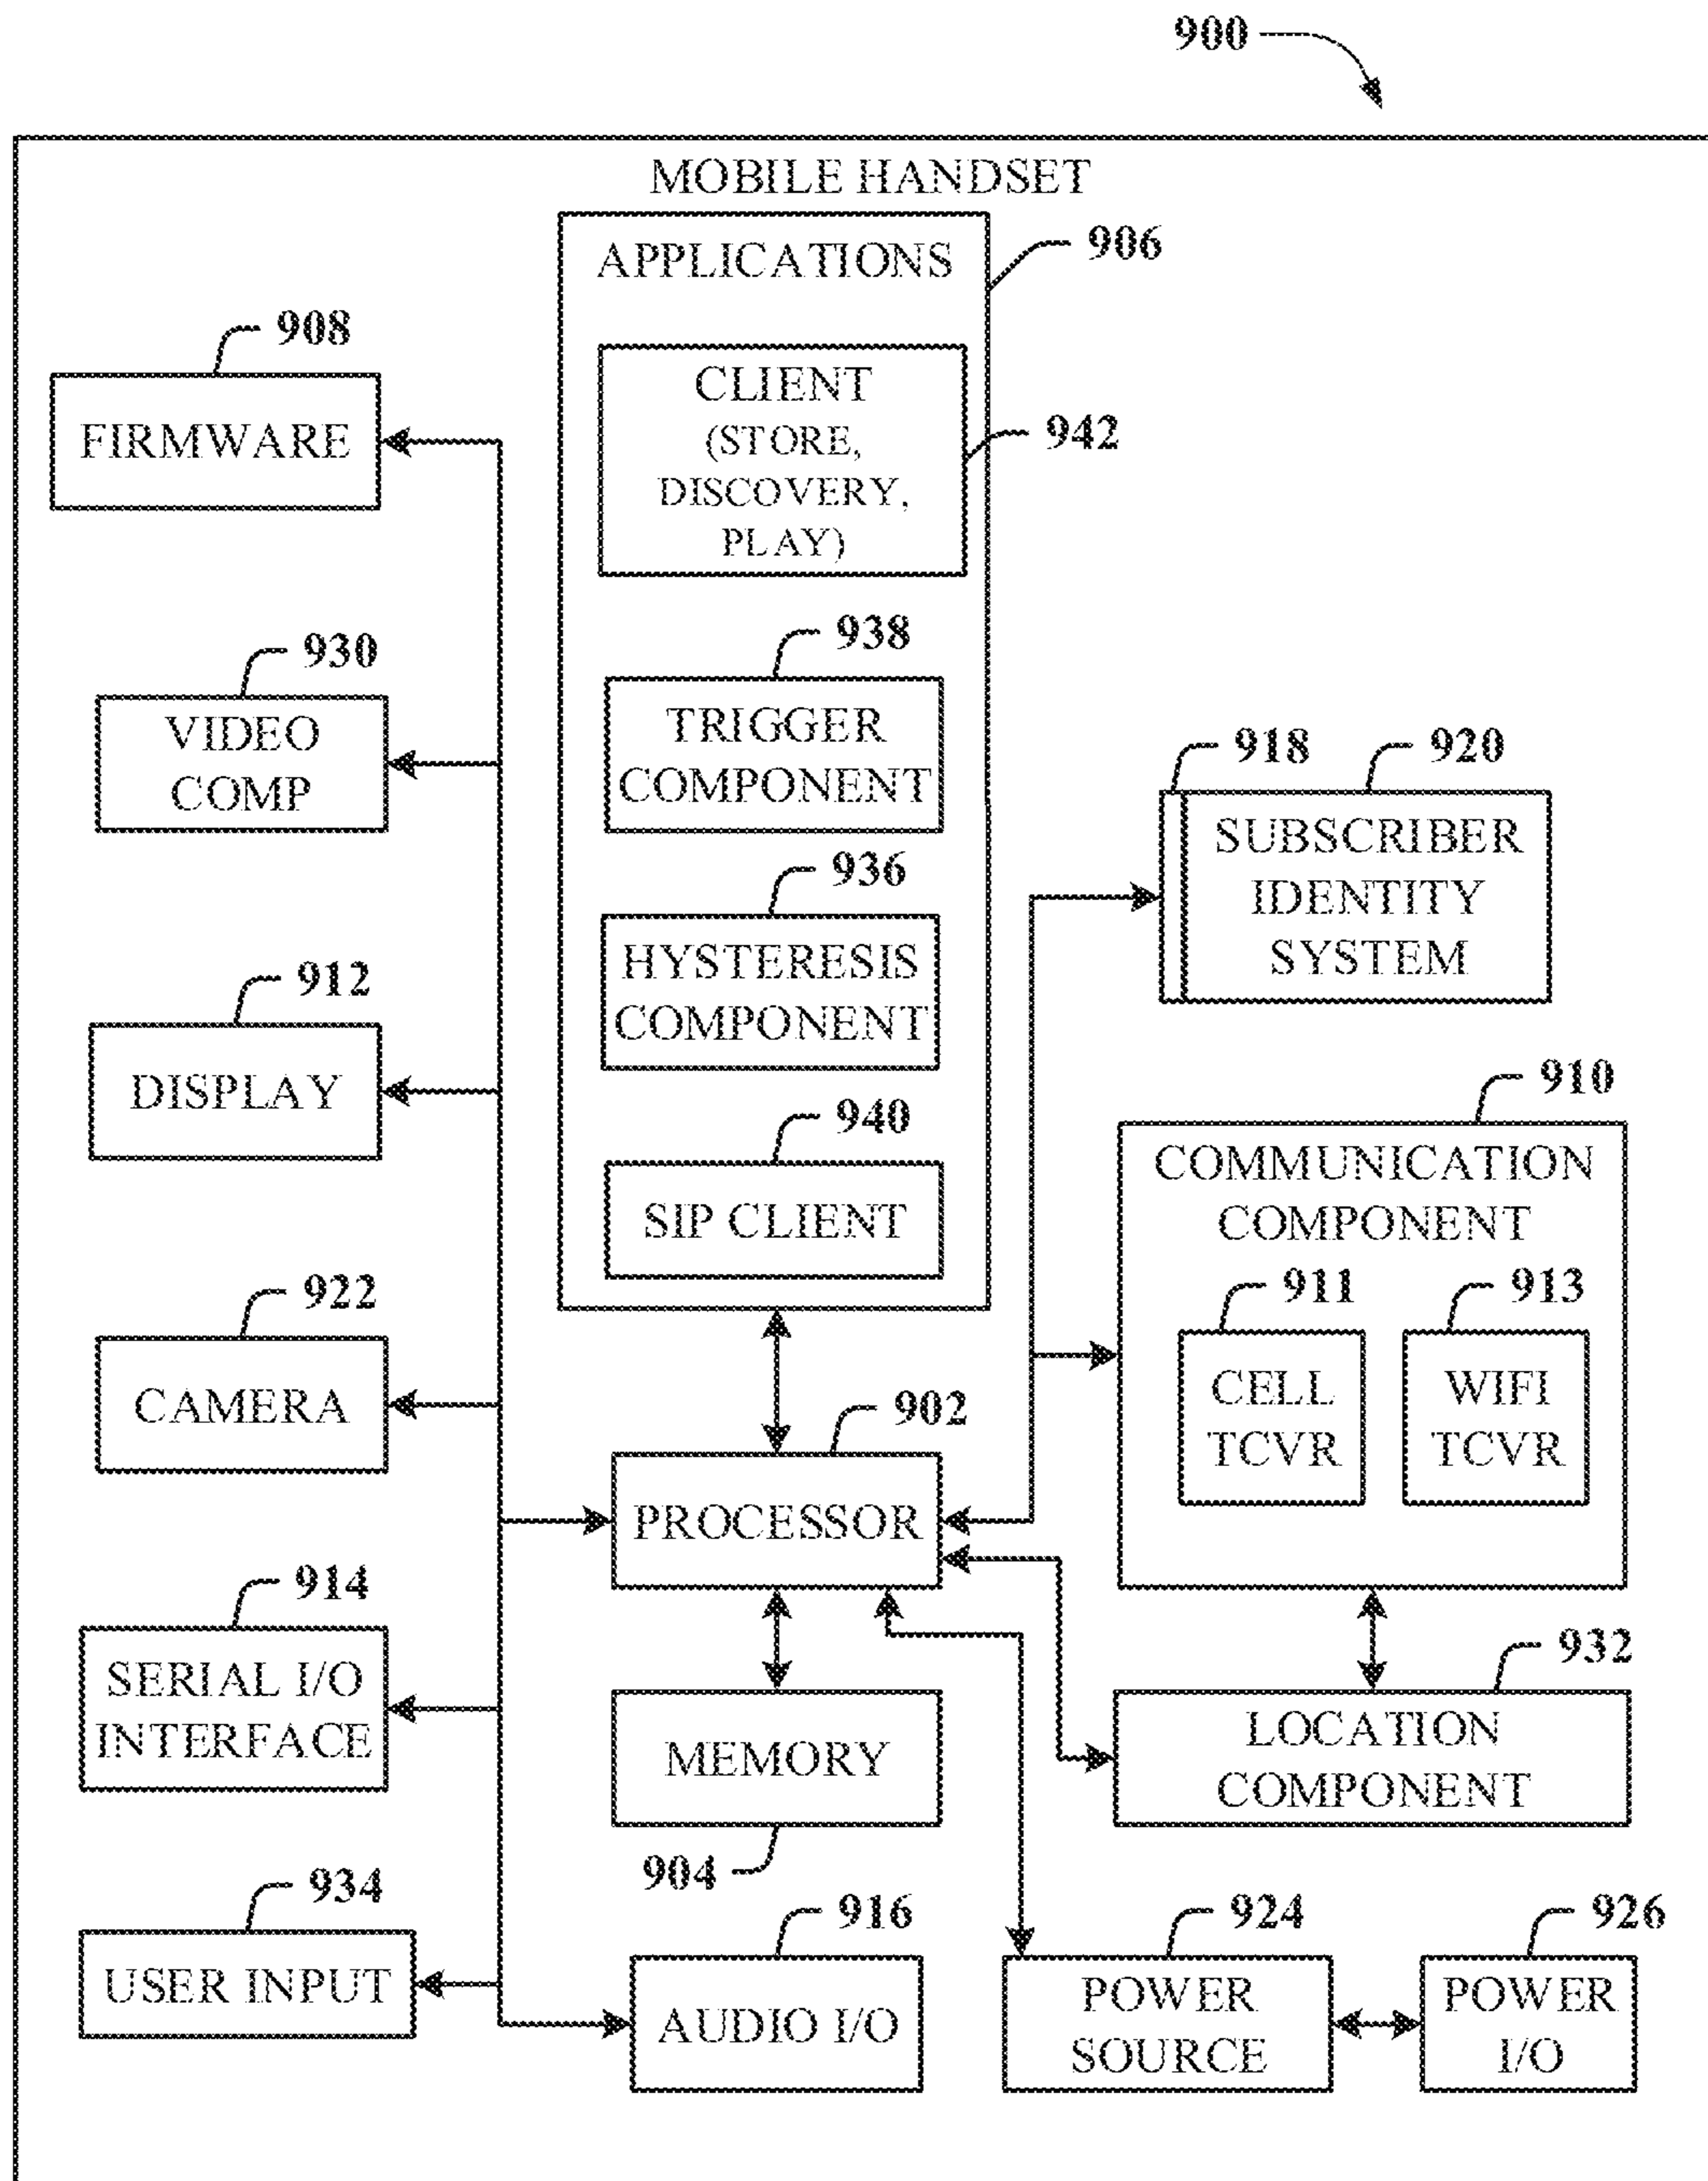 900
MOBILE HANDSET
APPLICATIONS
906
CLIENT
(STORE,
DISCOVERY,
PLAY)
942
938
TRIGGER
COMPONENT
936
HYSTERESIS
COMPONENT
940
SIP CLIENT
908
FIRMWARE
930
VIDEO
COMP
912
DISPLAY
922
CAMERA
914
SERIAL I/O
INTERFACE
934
USER INPUT
902
PROCESSOR
MEMORY
904
916
AUDIO I/O
918
920
SUBSCRIBER
IDENTITY
SYSTEM
910
COMMUNICATION
COMPONENT
911
CELL
TCVR
913
WIFI
TCVR
932
LOCATION
COMPONENT
924
POWER
SOURCE
926
POWER
I/O